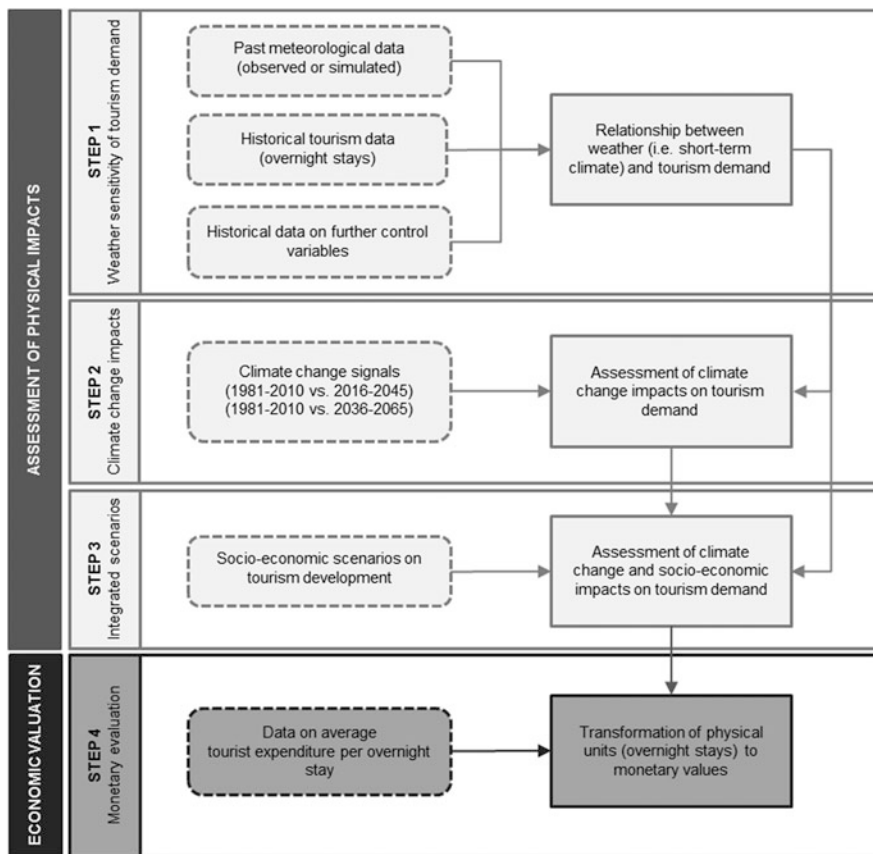 ASSESSMENT OF PHYSICAL IMPACTS
STEP 1
Weather sensitivity of tourism demand
Past meteorological data
(observed or simulated)
Historical tourism data
(overnight stays)
Historical data on further control
variables
Relationship between
weather (i.e. short-term
climate) and tourism demand
STEP 2
Climate change impacts
Climate change signals
(1981-2010 vs. 2016-2045)
(1981-2010 vs. 2036-2065)
Assessment of climate
change impacts on tourism
demand
STEP 3
Integrated scenarios
Socio-economic scenarios on
tourism development
Assessment of climate
change and socio-economic
impacts on tourism demand
ECONOMIC VALUATION
STEP 4
Monetary evaluation
Data on average
tourist expenditure per overnight
stay
Transformation of physical
units (overnight stays) to
monetary values